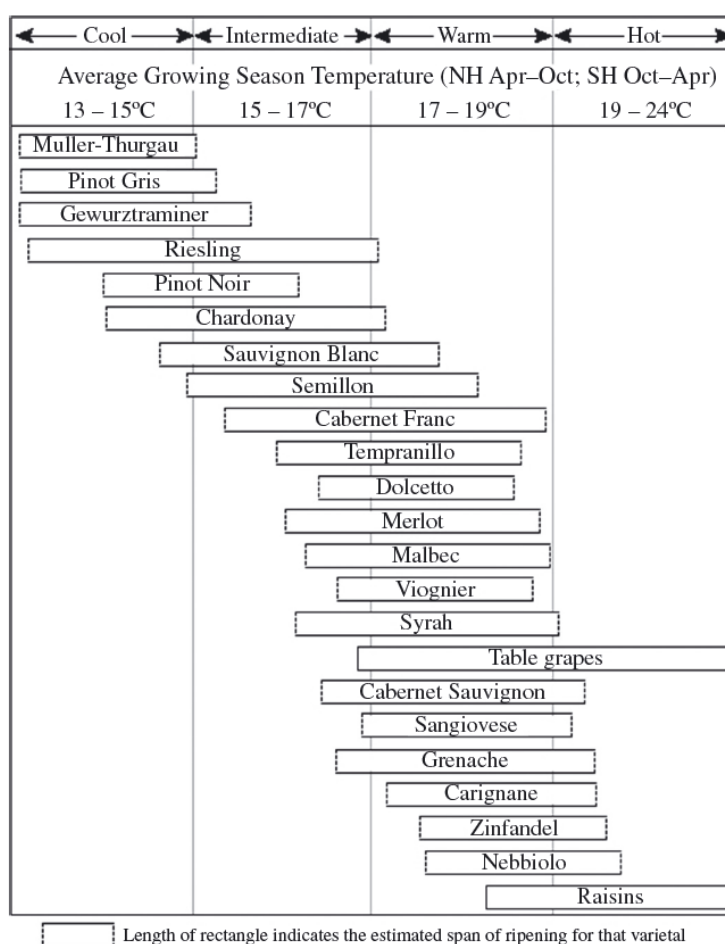 Cool Intermediate Warm Hot
Average Growing Season Temperature (NH Apr–Oct; SH Oct–Apr)
13 – 15ºC 15 – 17ºC 17 – 19ºC 19 – 24ºC
Muller-Thurgau
Pinot Gris
Gewurztraminer
Riesling
Pinot Noir
Chardonay
Sauvignon Blanc
Semillon
Cabernet Franc
Tempranillo
Dolcetto
Merlot
Malbec
Viognier
Syrah
Table grapes
Cabernet Sauvignon
Sangiovese
Grenache
Carignane
Zinfandel
Nebbiolo
Raisins
Length of rectangle indicates the estimated span of ripening for that varietal